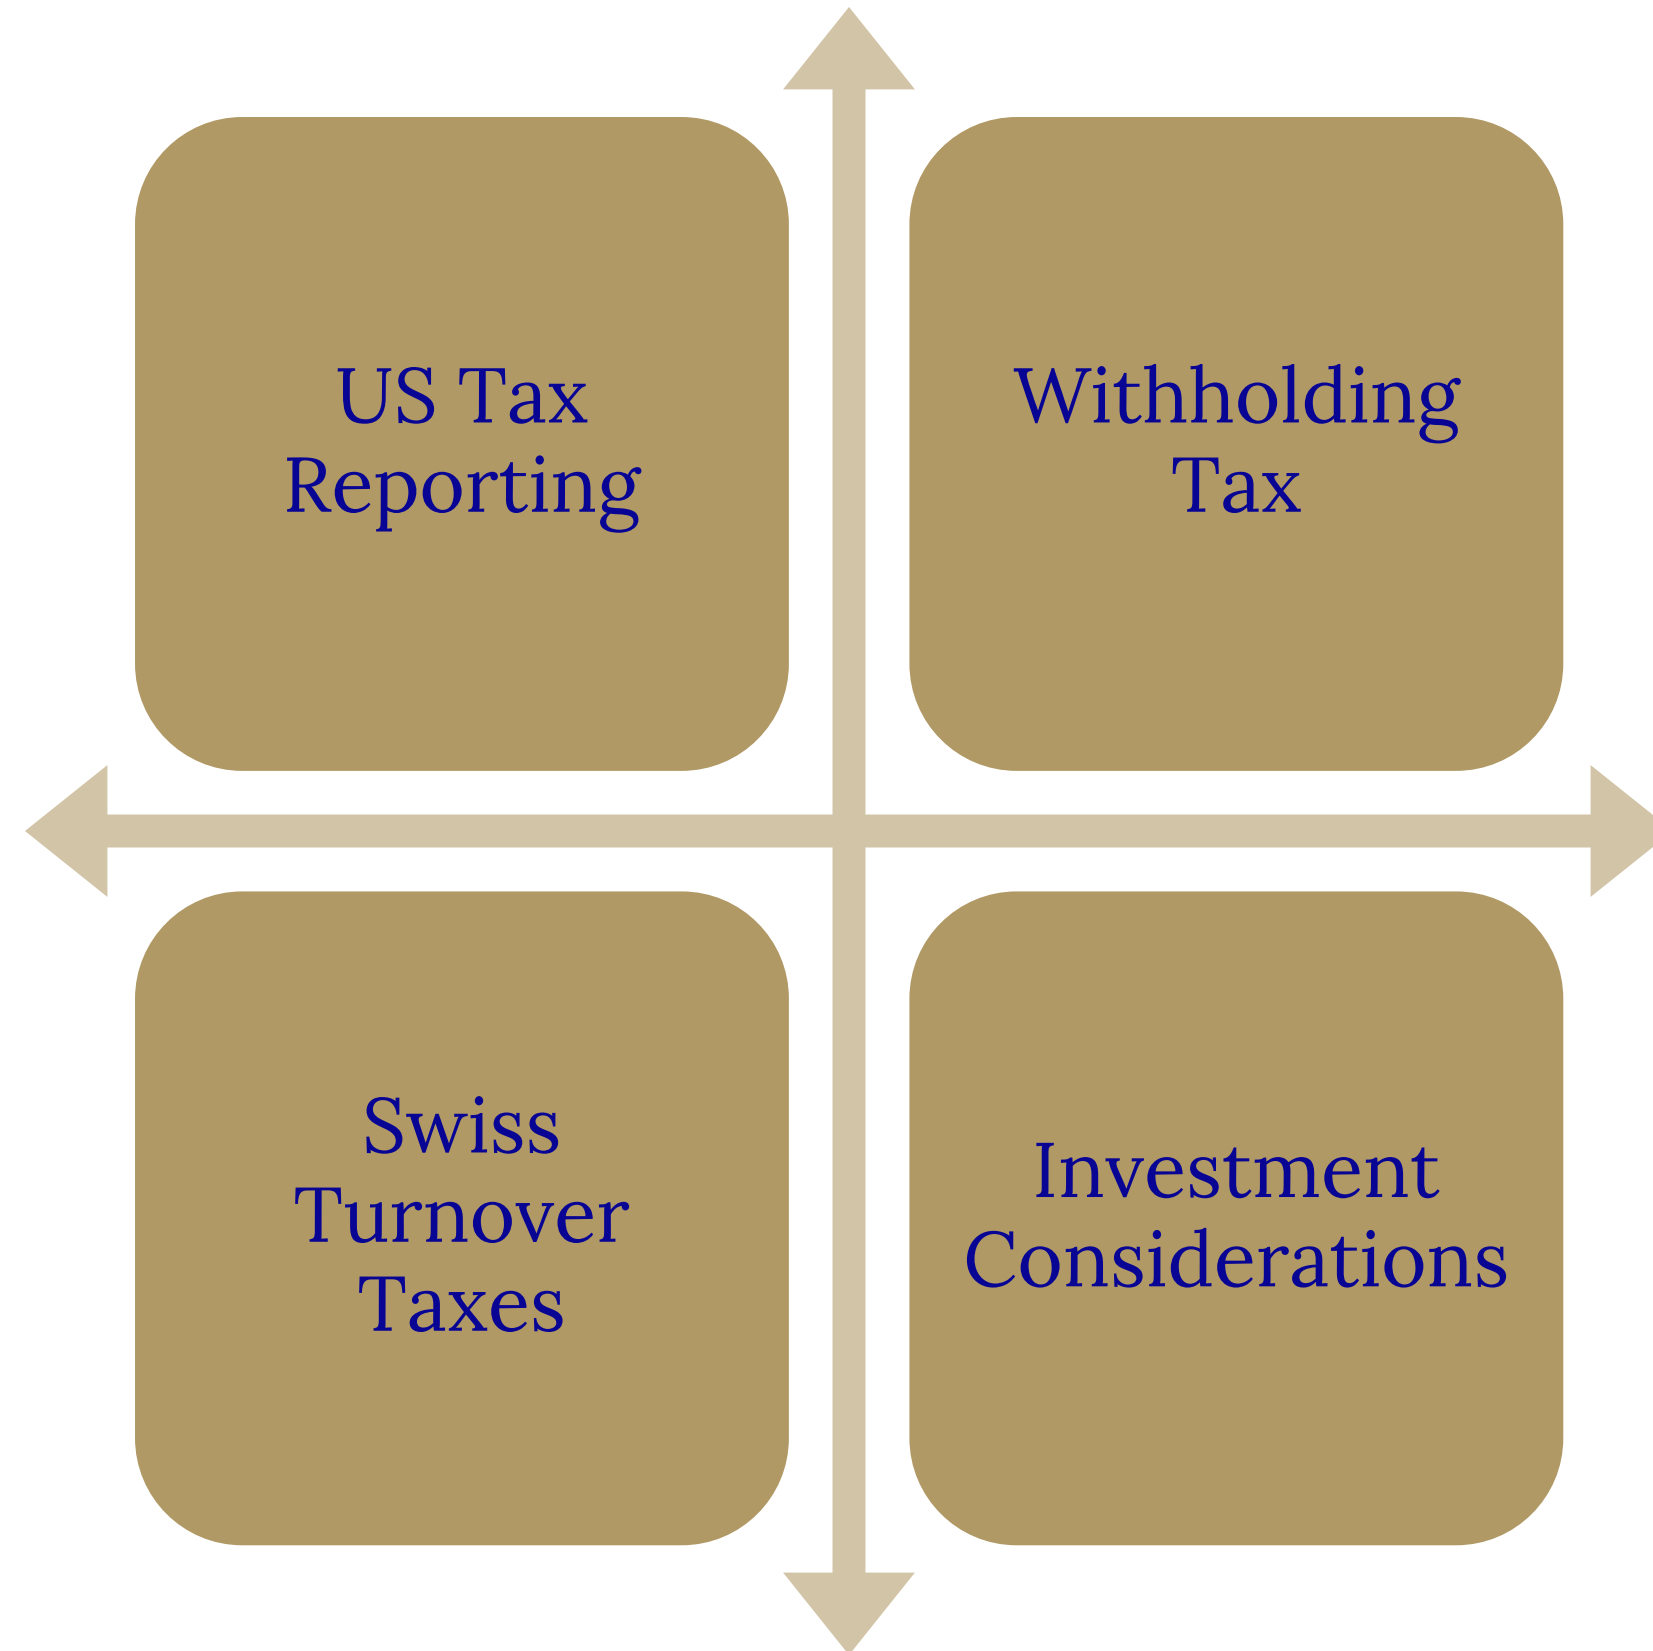 US Tax
Reporting
Withholding
Tax
Swiss
Turnover
Taxes
Investment
Considerations